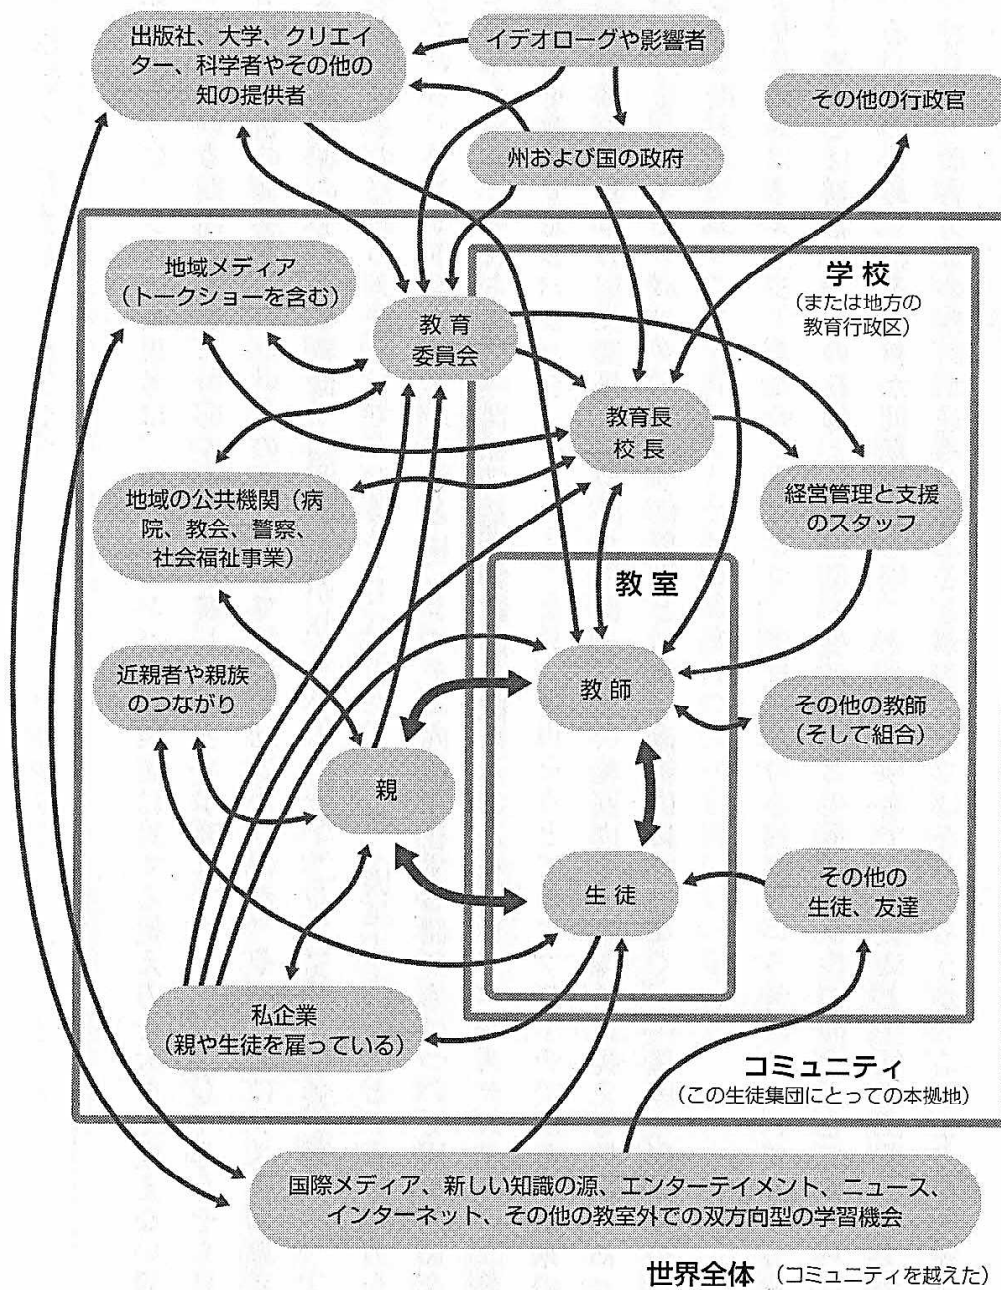 出版社、大学、クリエイ
ター、科学者やその他の
知の提供者
イデオローグや影響者
その他の行政官
州および国の政府
地域メディア
（トークショーを含む）
教育
委員会
学校
（または地方の
教育行政区）
教育長
校長
地域の公共機関（病
院、教会、警察、
社会福祉事業）
経営管理と支援
のスタッフ
教室
近親者や親族
のつながり
教師
その他の教師
（そして組合）
親
生徒
その他の
生徒、友達
私企業
（親や生徒を雇っている）
コミュニティ
（この生徒集団にとっての本拠地）
国際メディア、新しい知識の源、エンターテイメント、ニュース、
インターネット、その他の教室外での双方向型の学習機会
世界全体 （コミュニティを越えた）